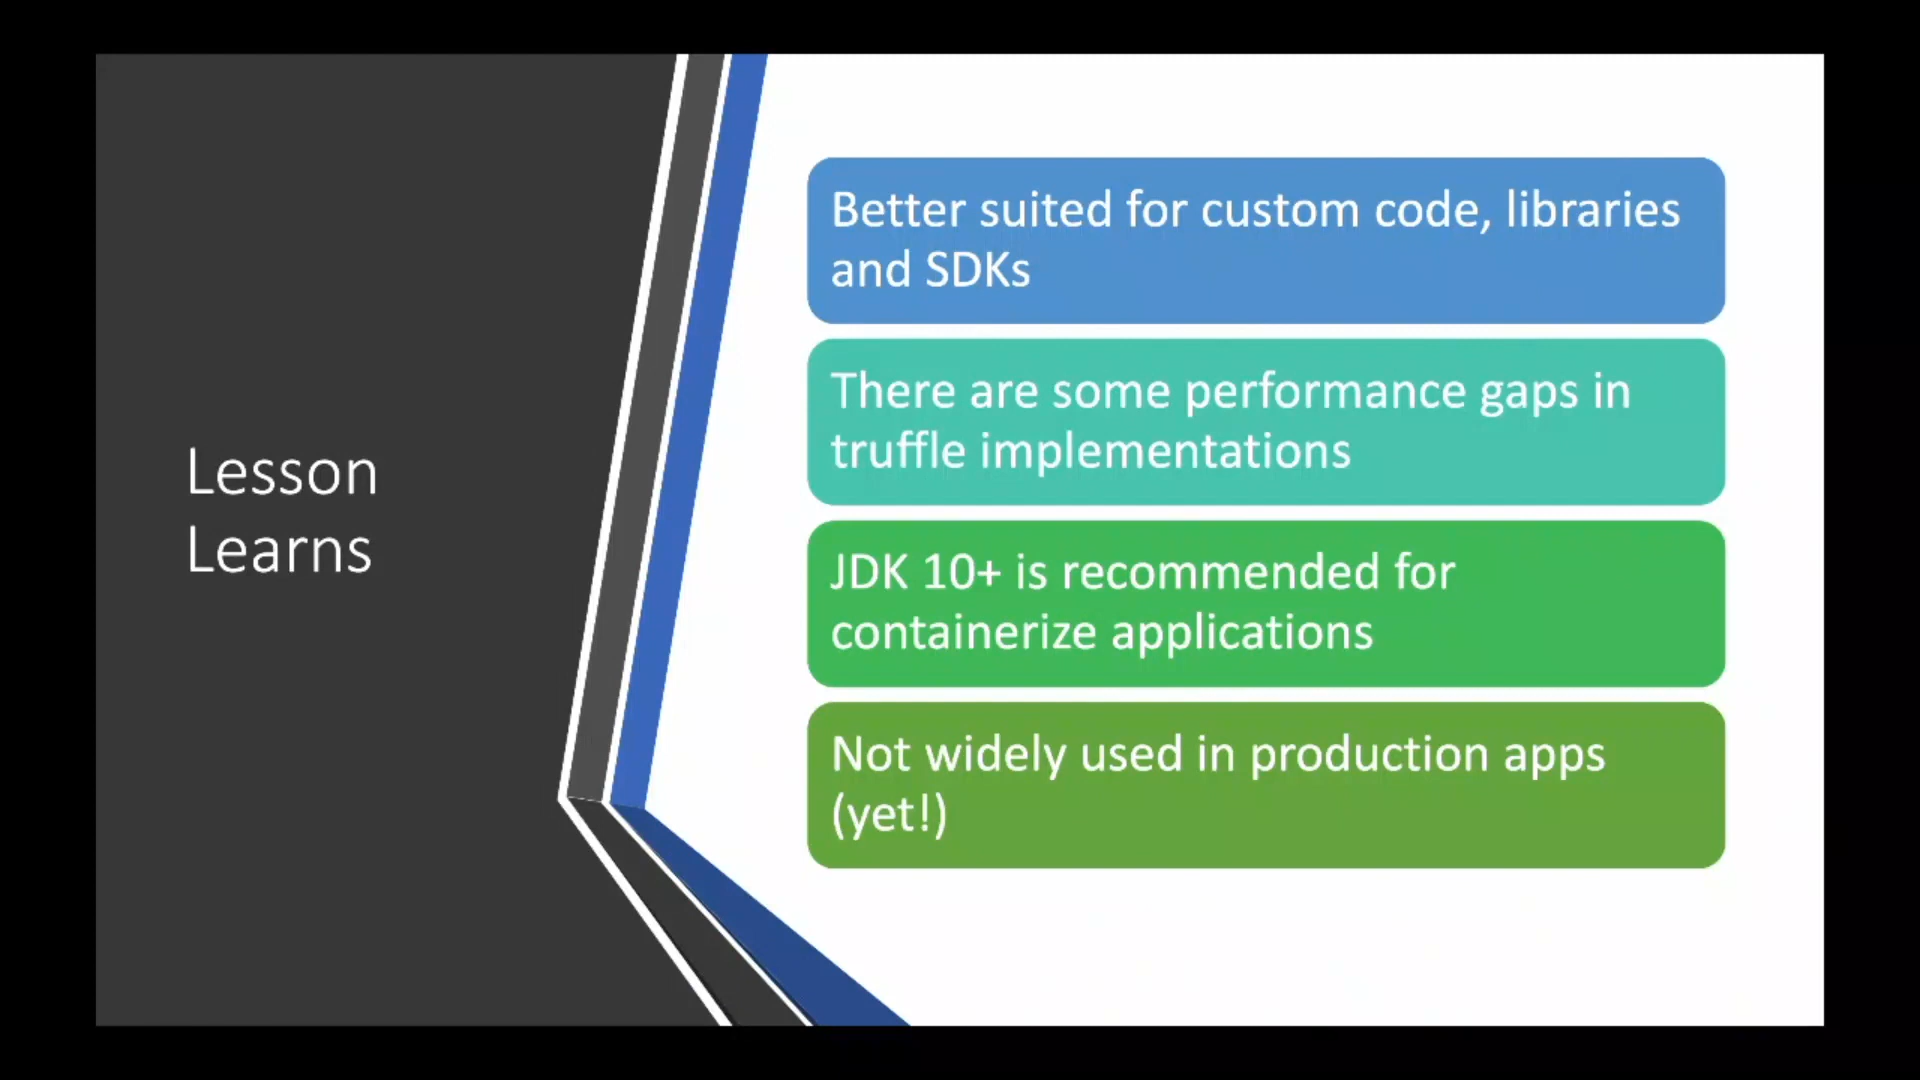 Lesson
Learns
Better suited for custom code, libraries
and SDKs
There are some performance gaps in
truffle implementations
JDK 10+ is recommended for
containerize applications
Not widely used in production apps
(yet!)